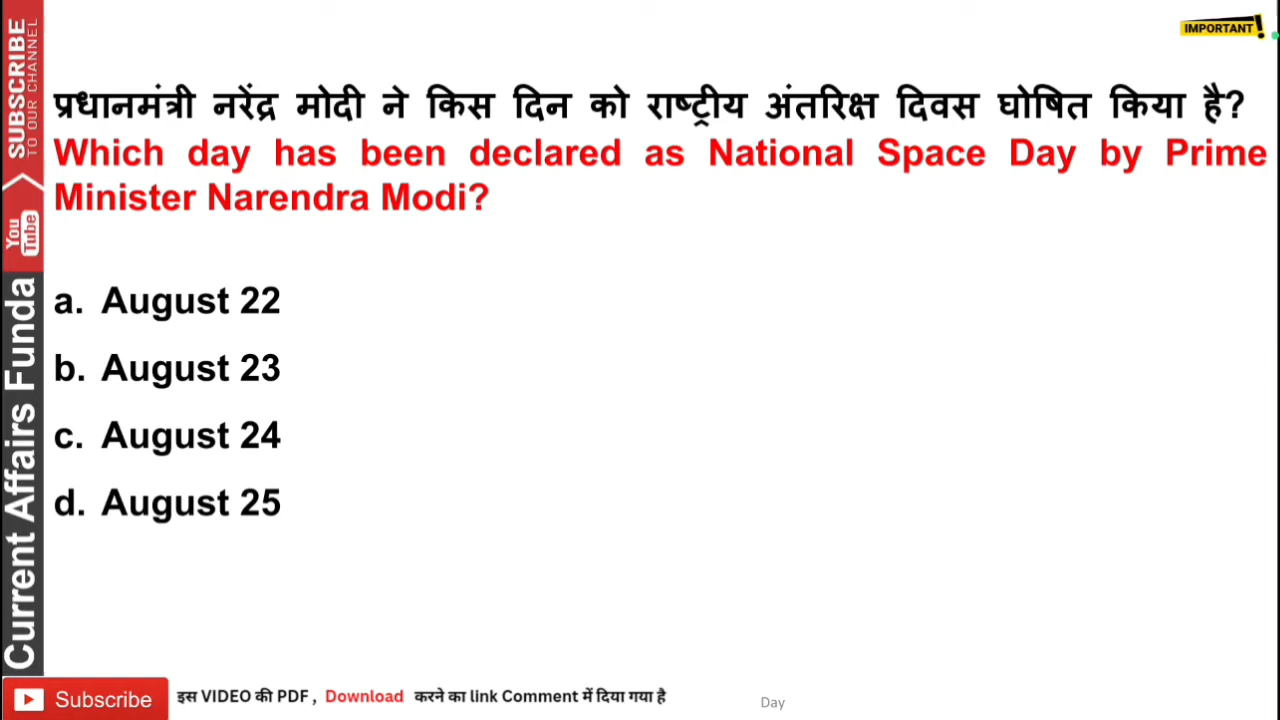 IMPORTANT!
प्रधानमंत्री नरेंद्र मोदी ने किस दिन को राष्ट्रीय अंतरिक्ष दिवस घोषित किया है?
Which day has been declared as National Space Day by Prime
Minister Narendra Modi?
a. August 22
b. August 23
c. August 24
d. August 25
SUBSCRIBE
TO OUR CHANNEL
You
Tube
Current Affairs Funda
Subscribe
इस VIDEO की PDF , Download करने का link Comment में दिया गया है
Day